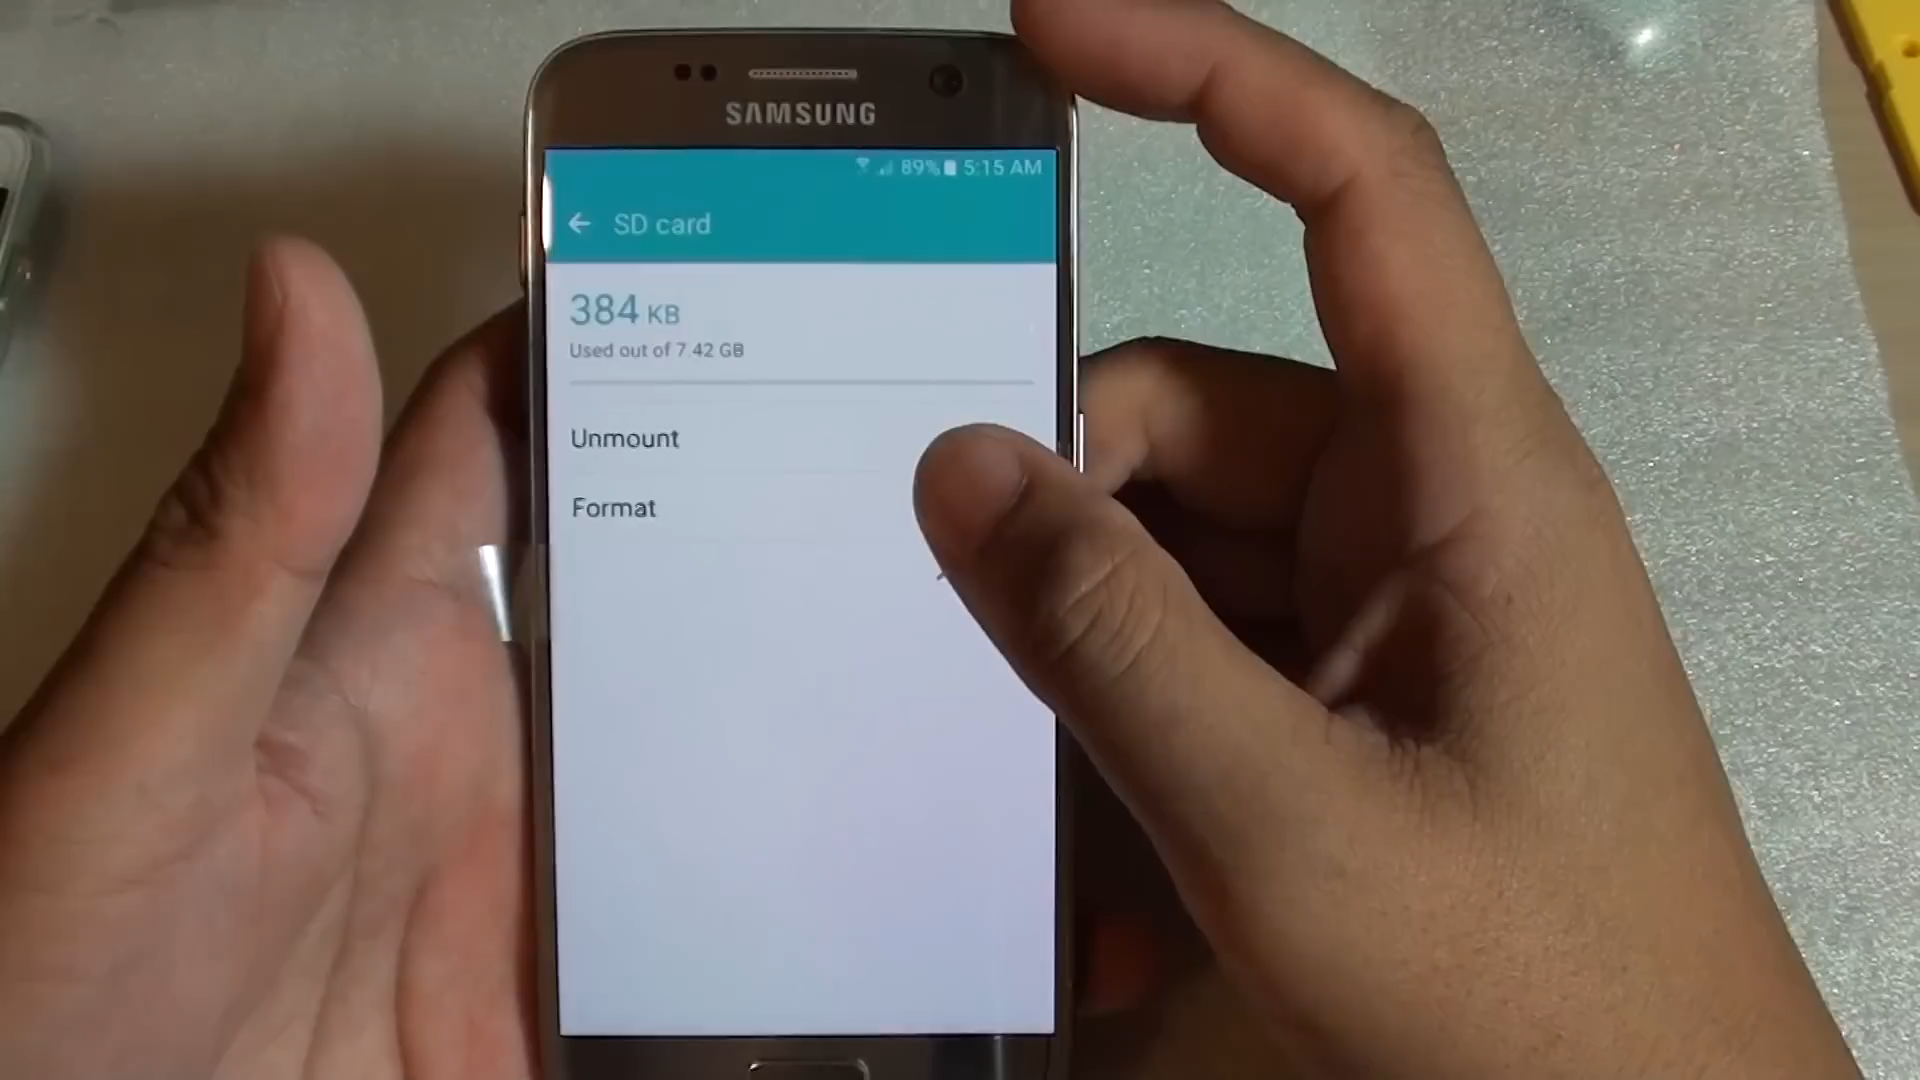 SAMSUNG
89% 5:15 AM
SD card
384 KB
Used out of 7.42 GB
Unmount
Format